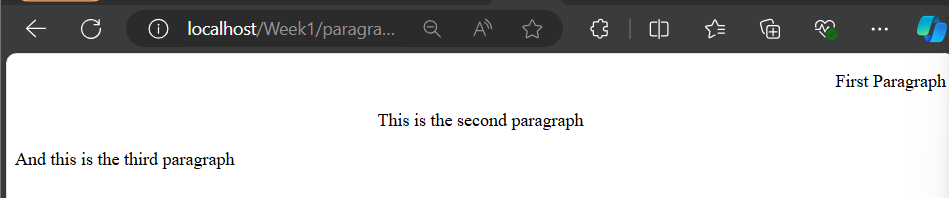 localhost/Week1/paragra...
First Paragraph
This is the second paragraph
And this is the third paragraph